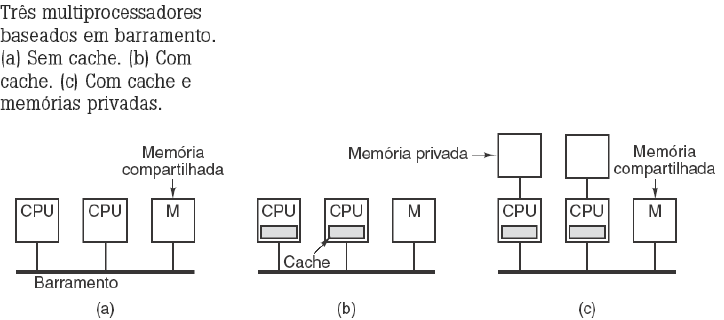 Três multiprocessadores
baseados em barramento.
(a) Sem cache. (b) Com
cache. (c) Com cache e
memórias privadas.
Memória
compartilhada
CPU
CPU
M
Barramento
(a)
CPU
CPU
M
Cache
(b)
Memória privada
Memória
compartilhada
CPU
CPU
M
(c)